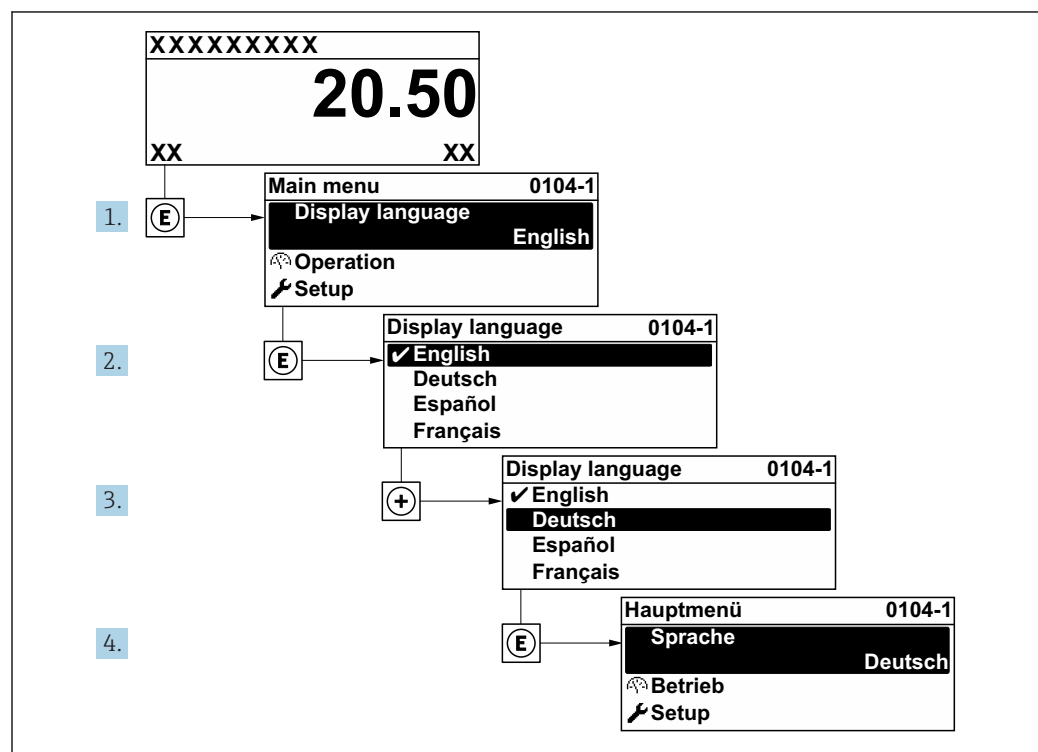 XXXXXXXXX
20.50
XX XX
1. E
Main menu 0104-1
Display language
English
Operation
Setup
2. E
Display language 0104-1
✔English
Deutsch
Español
Français
3. +
Display language 0104-1
✔English
Deutsch
Español
Français
4. E
Hauptmenü 0104-1
Sprache
Deutsch
Betrieb
Setup